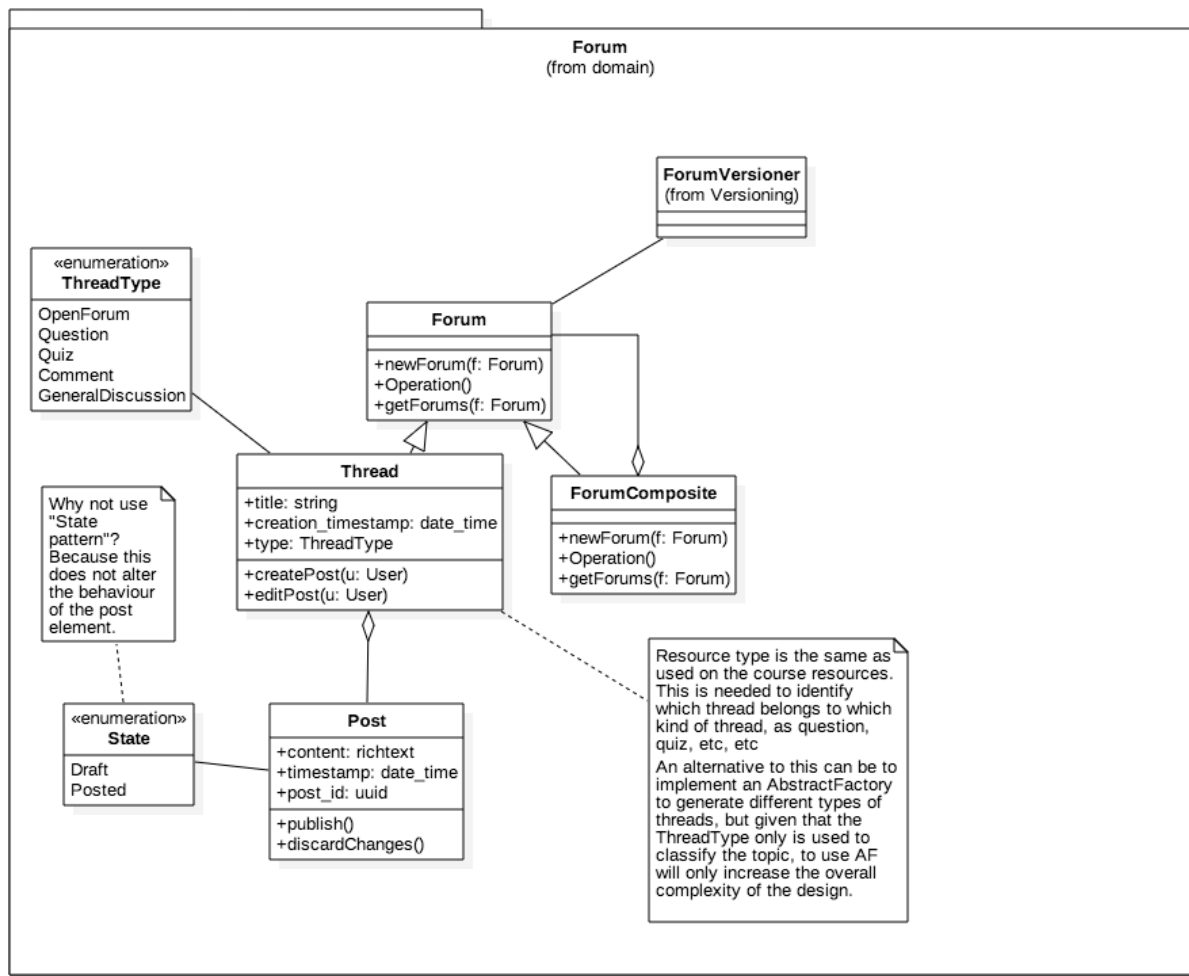 Forum
(from domain)
ForumVersioner
(from Versioning)
«enumeration»
ThreadType
OpenForum
Question
Quiz
Comment
GeneralDiscussion
Forum
+newForum(f: Forum)
+Operation()
+getForums(f: Forum)
Thread
+title: string
+creation_timestamp: date_time
+type: ThreadType
+createPost(u: User)
+editPost(u: User)
ForumComposite
+newForum(f: Forum)
+Operation()
+getForums(f: Forum)
Why not use
"State
pattern"?
Because this
does not alter
the behaviour
of the post
element.
«enumeration»
State
Draft
Posted
Post
+content: richtext
+timestamp: date_time
+post_id: uuid
+publish()
+discardChanges()
Resource type is the same as
used on the course resources.
This is needed to identify
which thread belongs to which
kind of thread, as question,
quiz, etc, etc
An alternative to this can be to
implement an AbstractFactory
to generate different types of
threads, but given that the
ThreadType only is used to
classify the topic, to use AF
will only increase the overall
complexity of the design.